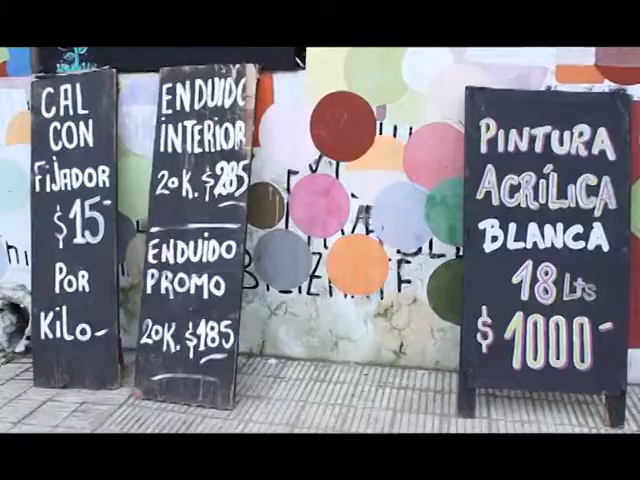 CAL
CON
FIJADOR
$15-
POR
KILO-
ENDUIDO
INTERIOR
20K. $285
ENDUIDO
PROMO
20K. $185
PINTURA
ACRÍLICA
BLANCA
18 Lts
$1000-